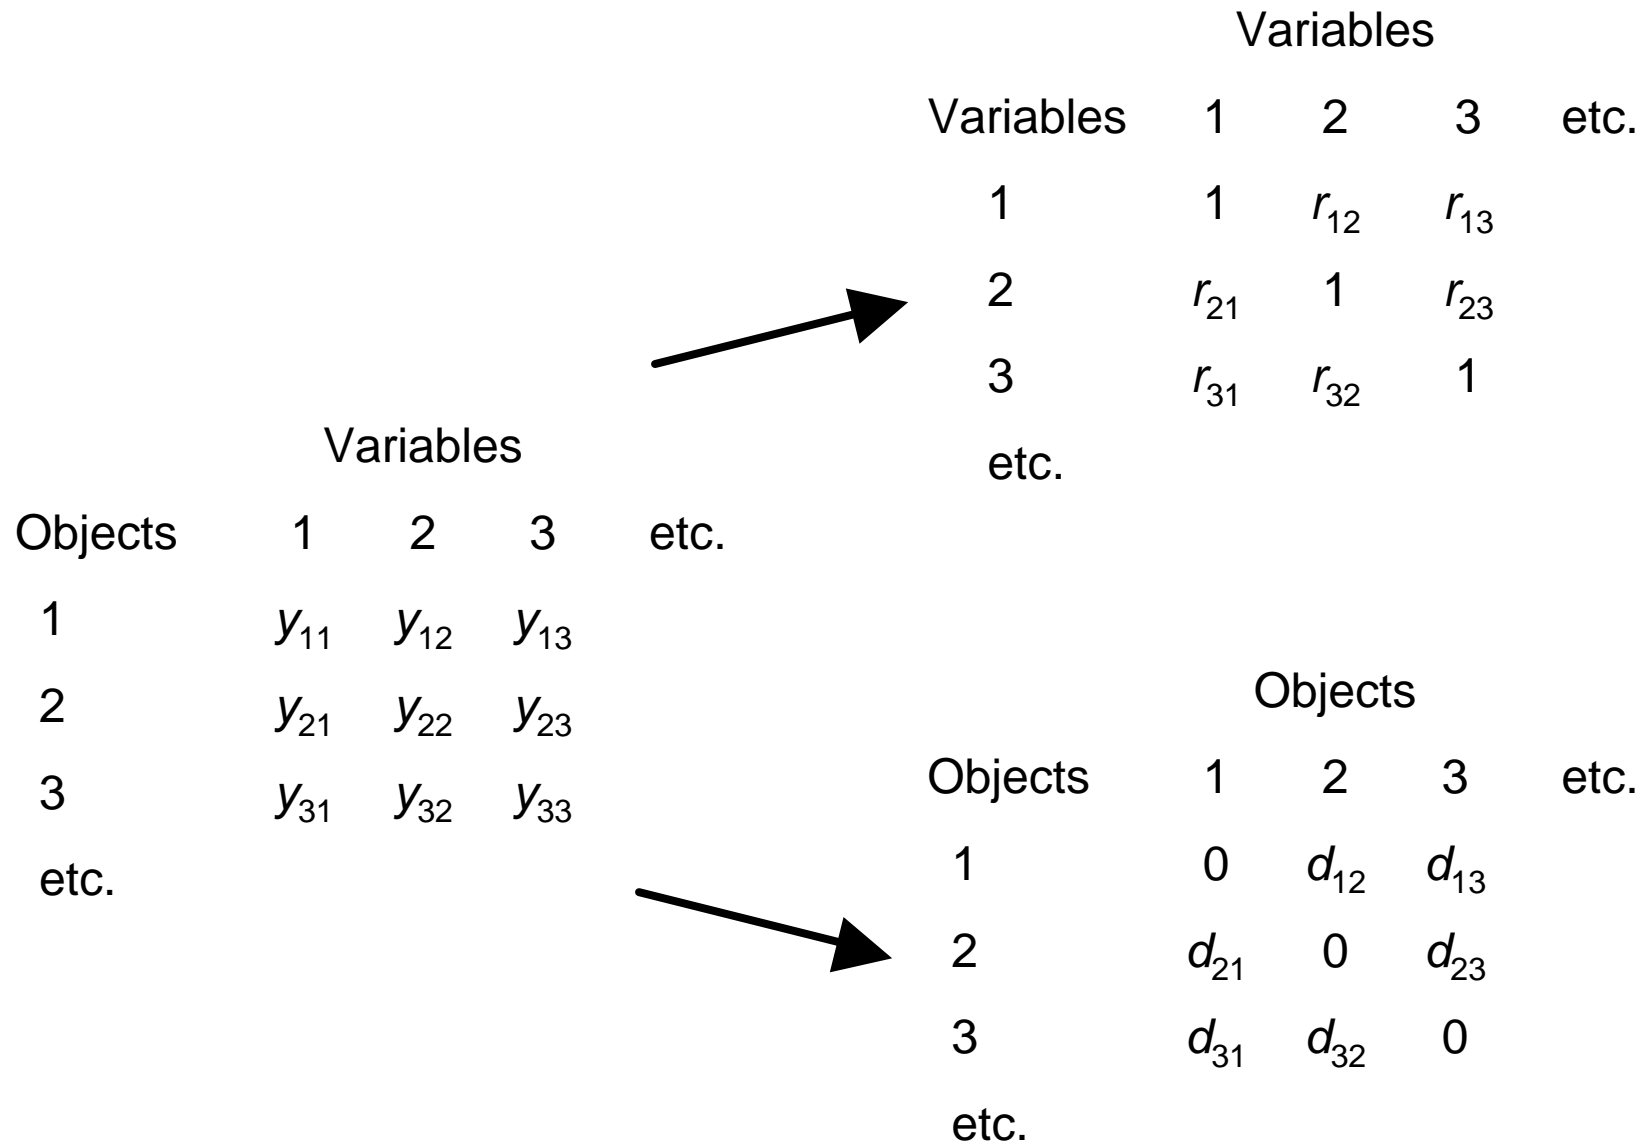 Variables
Variables 1 2 3 etc.
1 1 r12 r13
2 r21 1 r23
3 r31 r32 1
etc.
Variables
Objects 1 2 3 etc.
1 y11 y12 y13
2 y21 y22 y23
3 y31 y32 y33
etc.
Objects
Objects 1 2 3 etc.
1 0 d12 d13
2 d21 0 d23
3 d31 d32 0
etc.